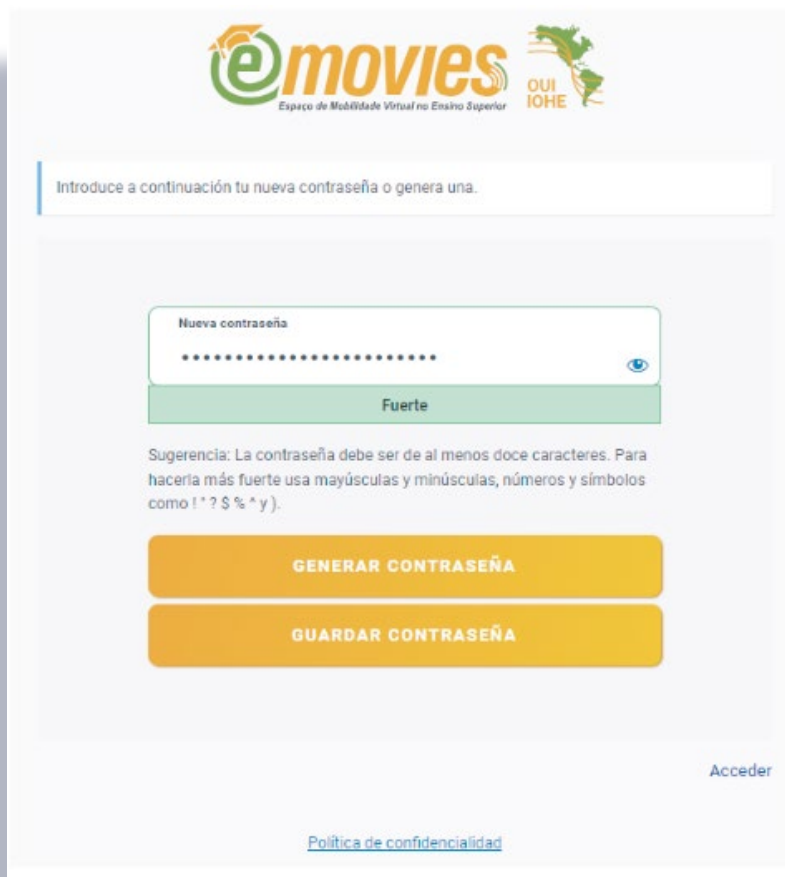 emovies
Espaço de Mobilidade Virtual no Ensino Superior
OUI
IOHE
Introduce a continuación tu nueva contraseña o genera una.
Nueva contraseña
Fuerte
Sugerencia: La contraseña debe ser de al menos doce caracteres. Para
hacerla más fuerte usa mayúsculas y minúsculas, números y símbolos
como ! " ? $ % ^ y ).
GENERAR CONTRASEÑA
GUARDAR CONTRASEÑA
Acceder
Política de confidencialidad